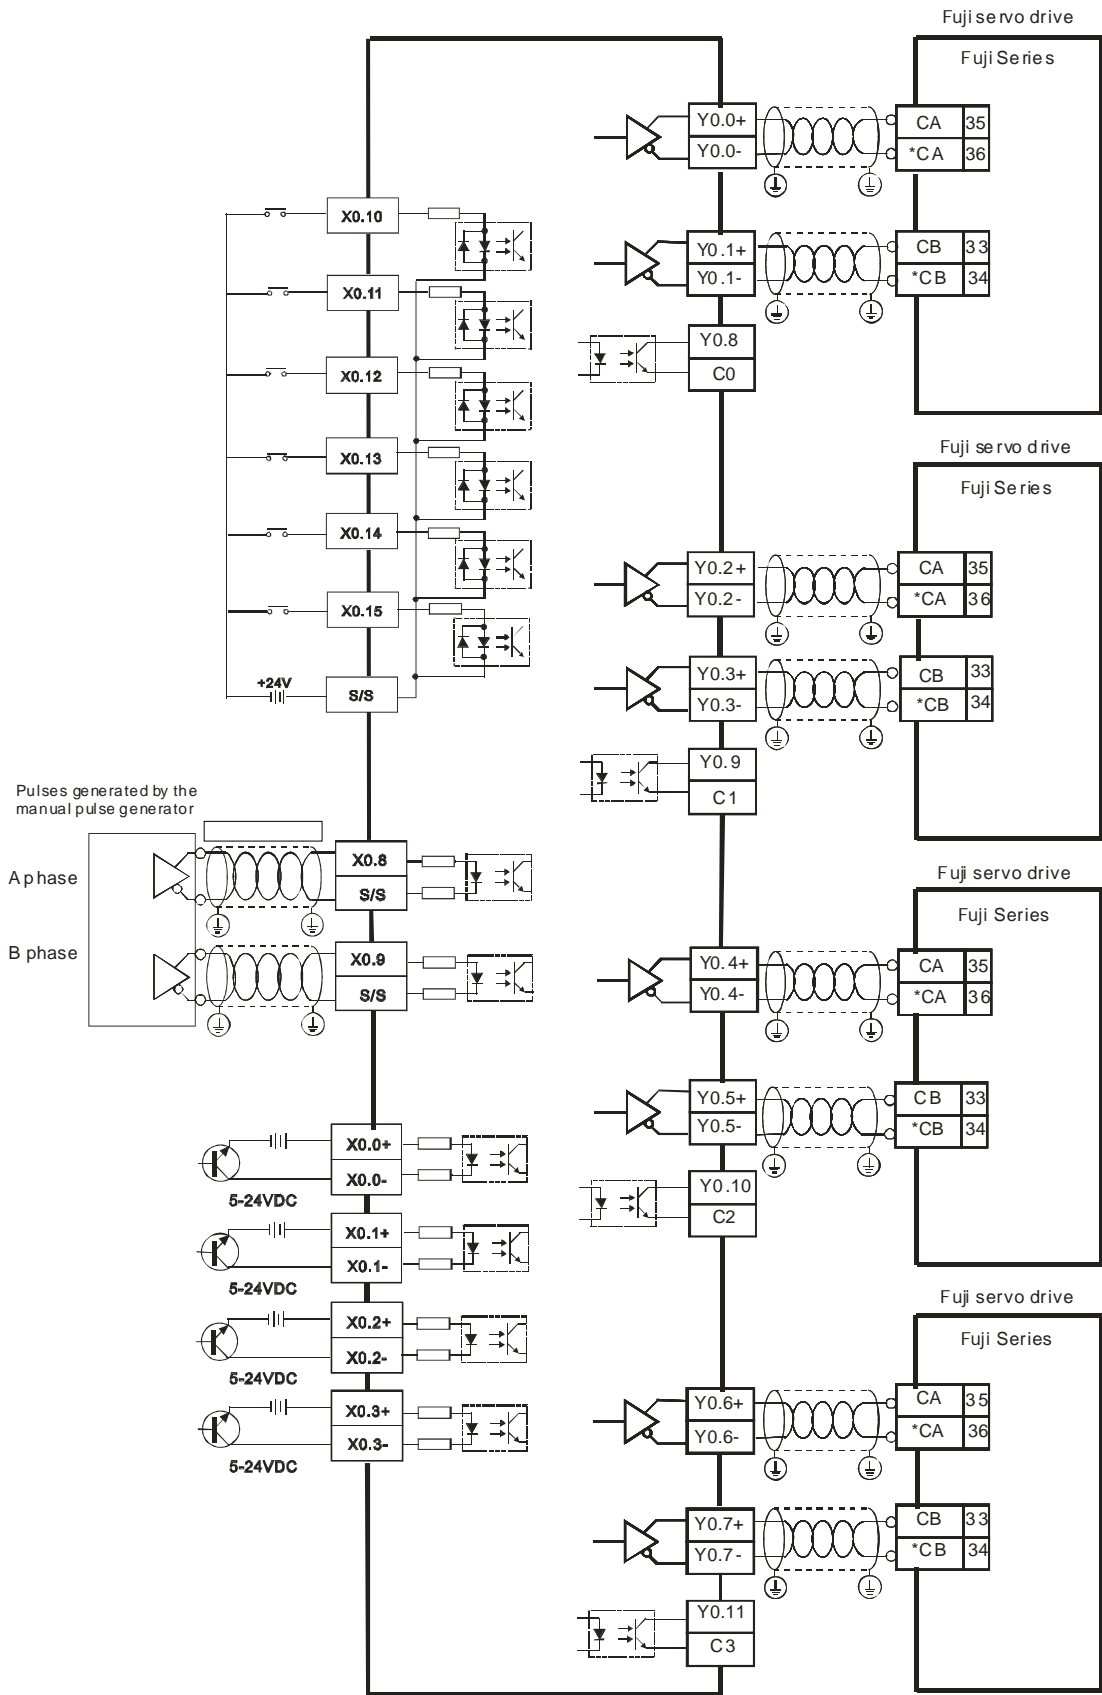 Fuji servo drive
Fuji Series
Y0.0+
Y0.0-
CA 35
*CA 36
X0.10
Y0.1+
Y0.1-
CB 33
*CB 34
X0.11
Y0.8
C0
X0.12
X0.13
Fuji servo drive
Fuji Series
X0.14
Y0.2+
Y0.2-
CA 35
*CA 36
X0.15
+24V
S/S
Y0.3+
Y0.3-
CB 33
*CB 34
Y0.9
C1
Pulses generated by the
manual pulse generator
A phase
X0.8
S/S
Fuji servo drive
Fuji Series
B phase
X0.9
S/S
Y0.4+
Y0.4-
CA 35
*CA 36
Y0.5+
Y0.5-
CB 33
*CB 34
X0.0+
X0.0-
5-24VDC
Y0.10
C2
X0.1+
X0.1-
5-24VDC
Fuji servo drive
Fuji Series
X0.2+
X0.2-
5-24VDC
X0.3+
X0.3-
5-24VDC
Y0.6+
Y0.6-
CA 35
*CA 36
Y0.7+
Y0.7-
CB 33
*CB 34
Y0.11
C3